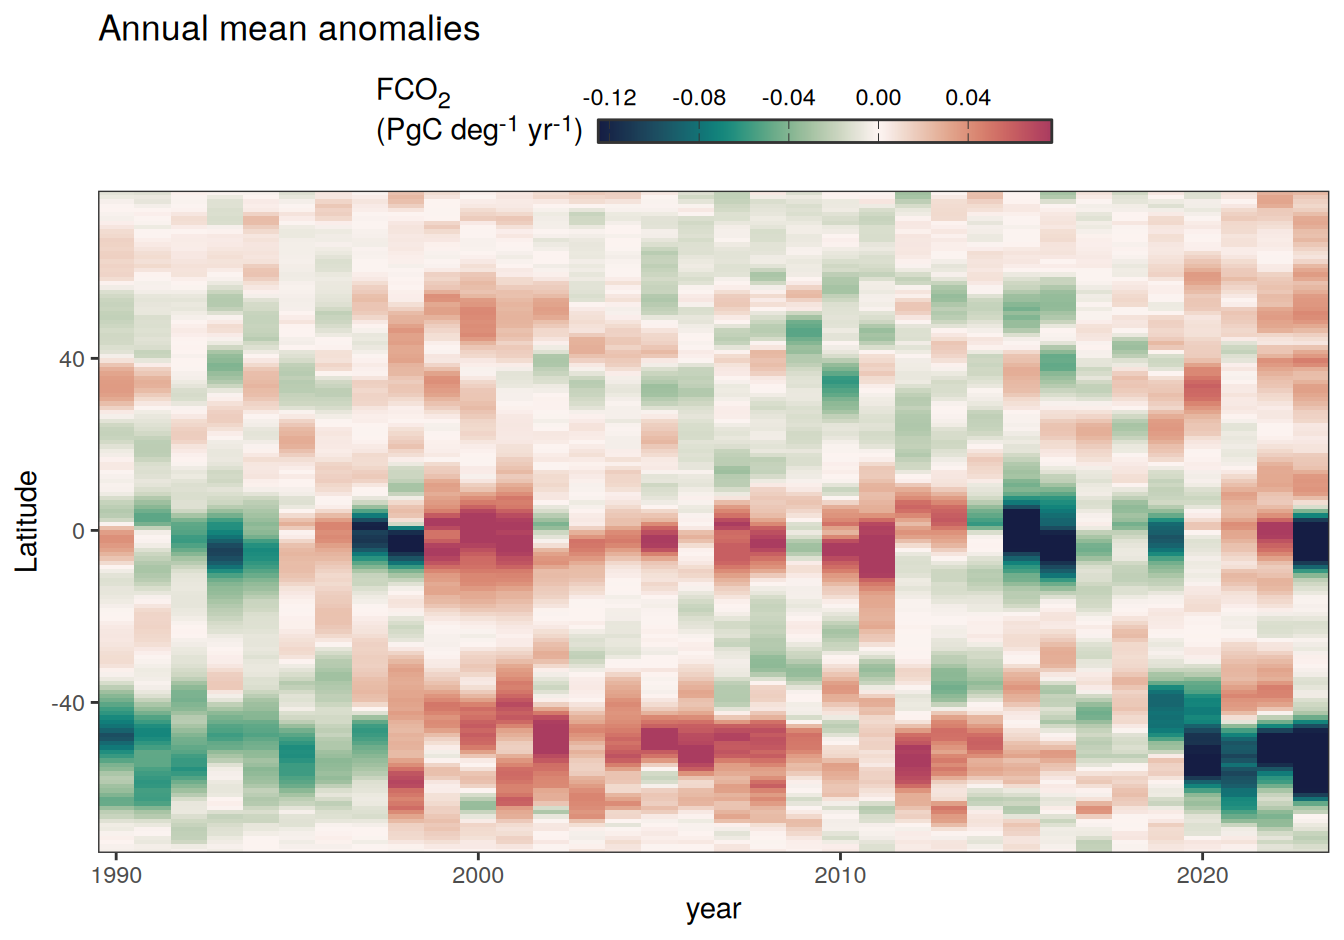 Annual mean anomalies
FCO₂
(PgC deg⁻¹ yr⁻¹)
-0.12 -0.08 -0.04 0.00 0.04
Latitude
40
0
-40
1990 2000 2010 2020
year